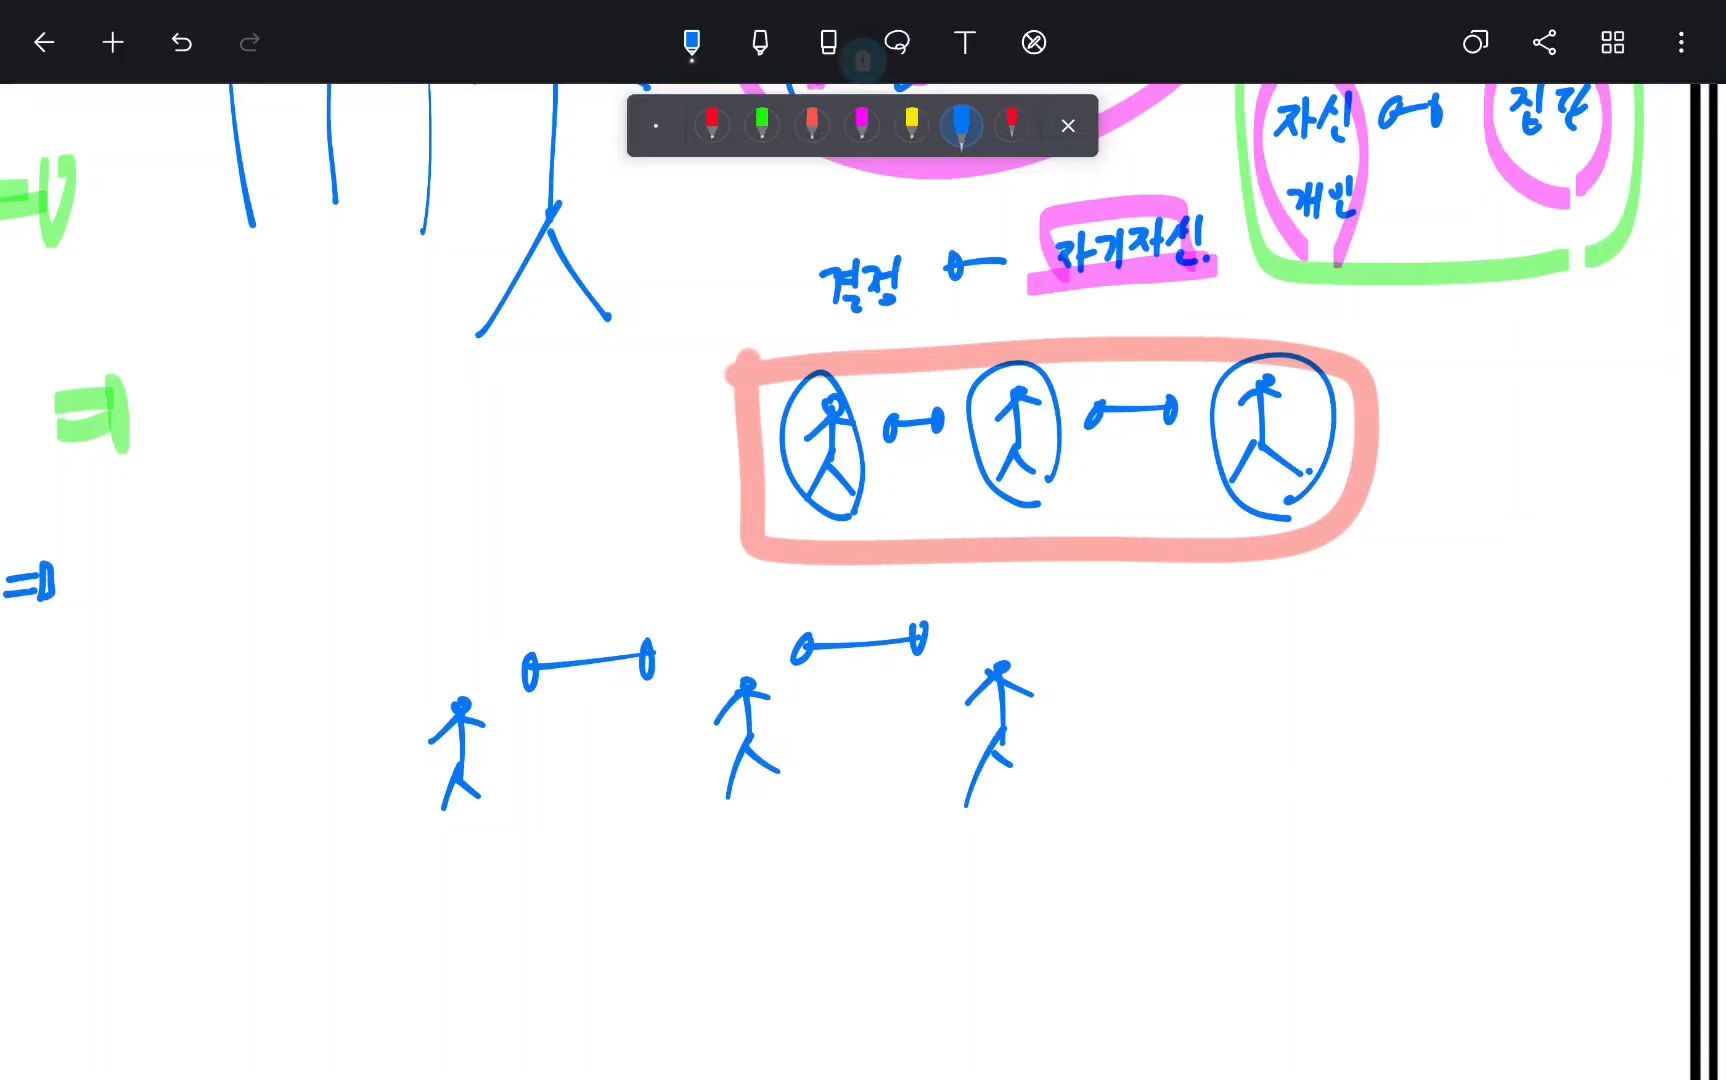 자신 집단
개인
결정 자기자신.